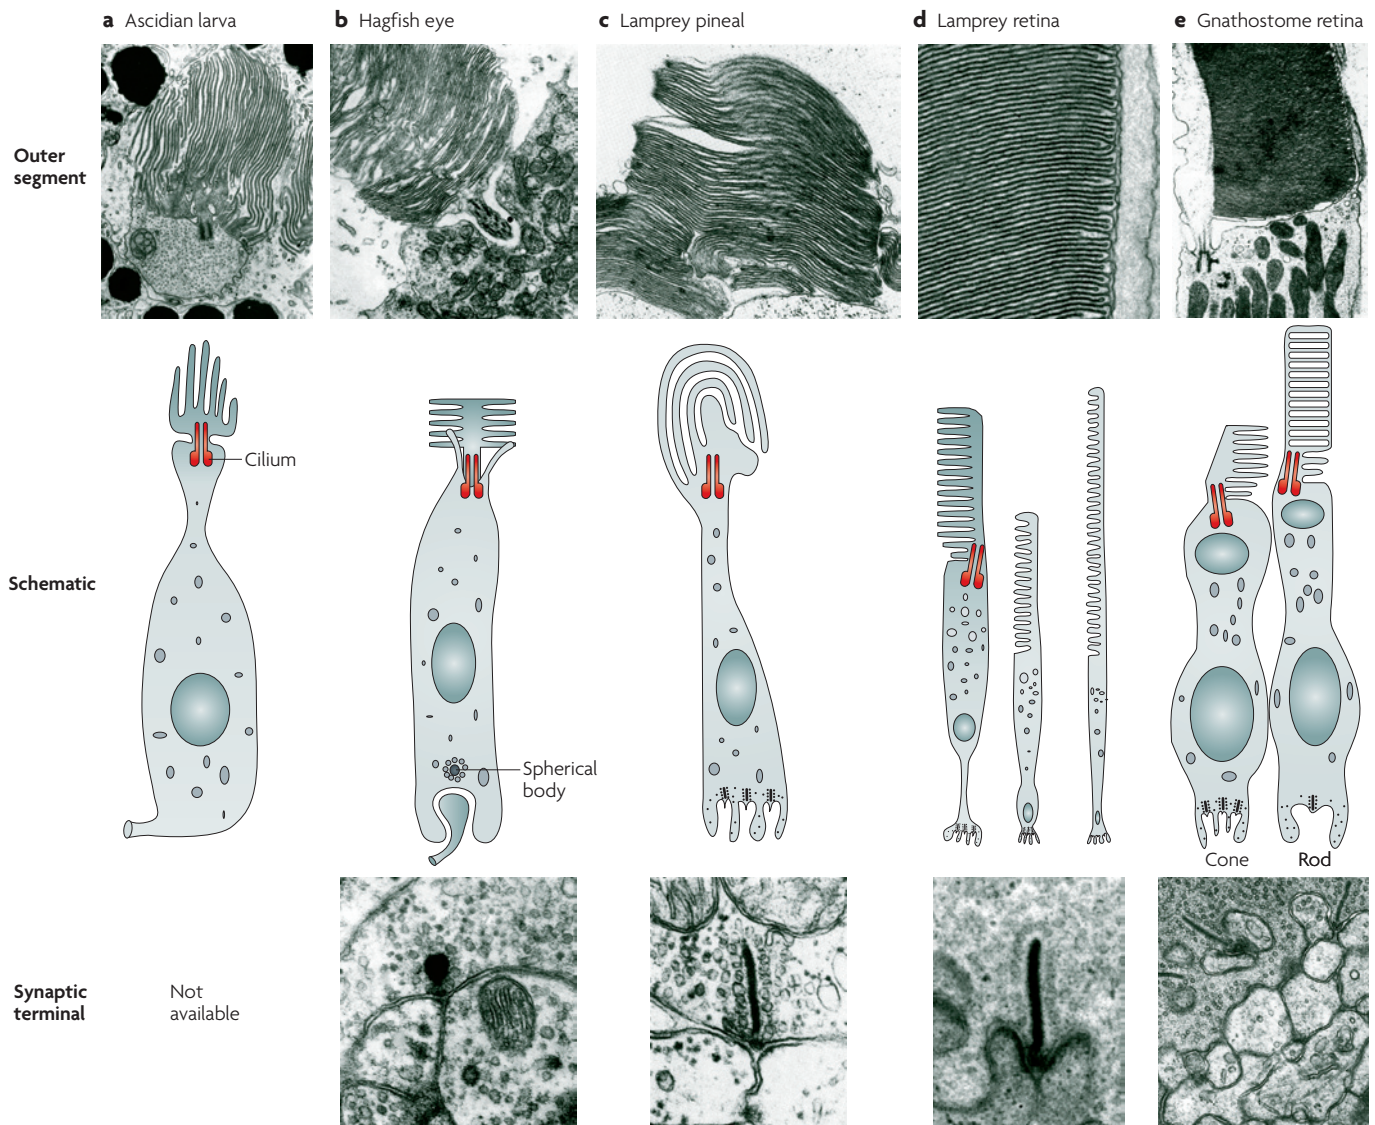 a Ascidian larva
b Hagfish eye
c Lamprey pineal
d Lamprey retina
e Gnathostome retina
Outer
segment
Cilium
Schematic
Spherical
body
Cone
Rod
Synaptic
terminal
Not
available